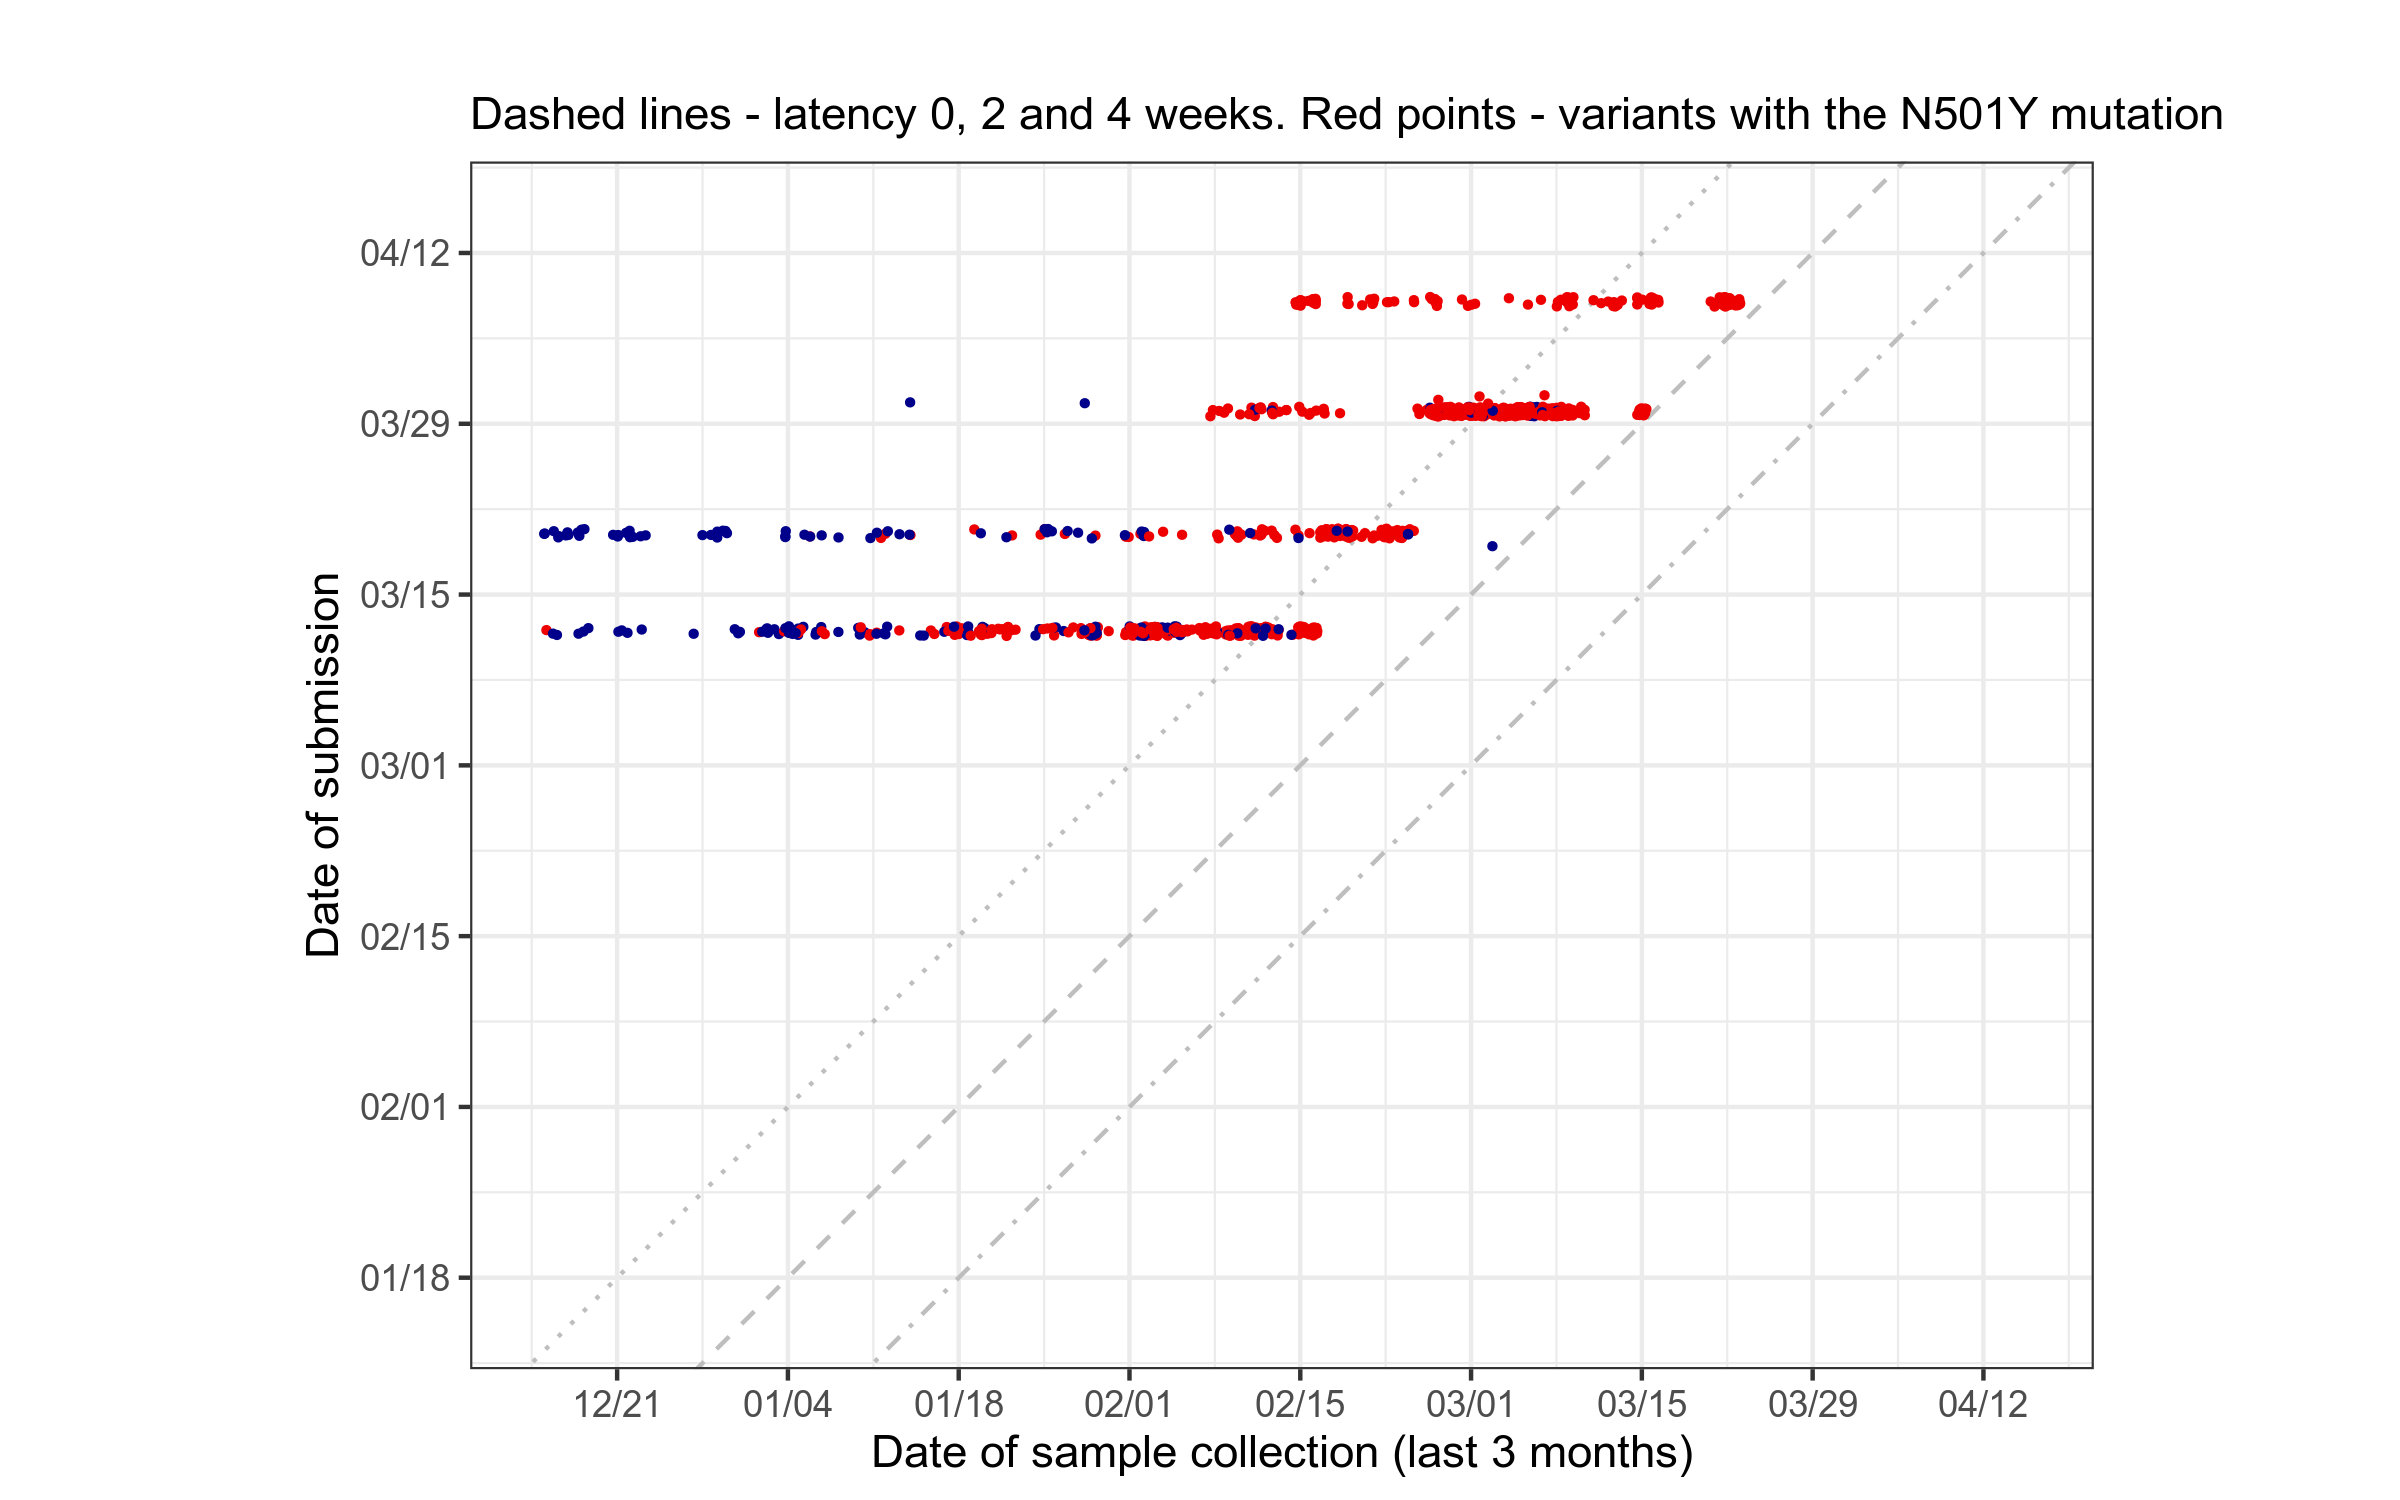 Dashed lines - latency 0, 2 and 4 weeks. Red points - variants with the N501Y mutation
Date of submission
04/12
03/29
03/15
03/01
02/15
02/01
01/18
12/21 01/04 01/18 02/01 02/15 03/01 03/15 03/29 04/12
Date of sample collection (last 3 months)